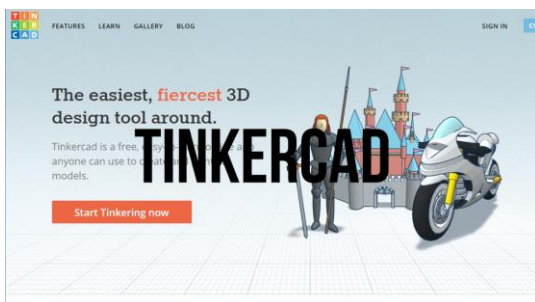 TIN
KER
CAD
FEATURES LEARN GALLERY BLOG SIGN IN
The easiest, fiercest 3D
design tool around.
TINKERCAD
Tinkercad is a free, app
anyone can use to
models.
Start Tinkering now